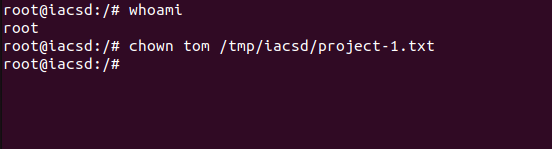 root@iacsd:/# whoami
root
root@iacsd:/# chown tom /tmp/iacsd/project-1.txt
root@iacsd:/#